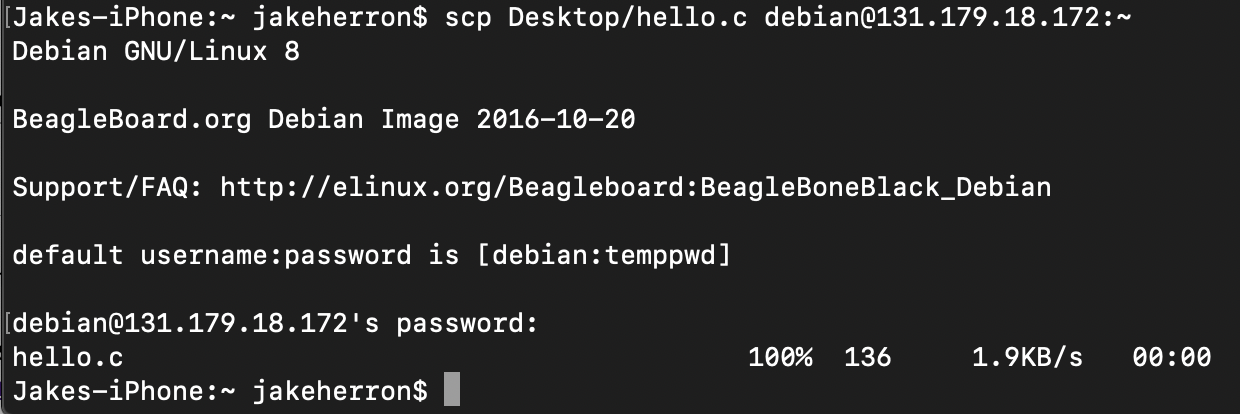 [Jakes-iPhone:~ jakeherron$ scp Desktop/hello.c debian@131.179.18.172:~
Debian GNU/Linux 8
BeagleBoard.org Debian Image 2016-10-20
Support/FAQ: http://elinux.org/Beagleboard:BeagleBoneBlack_Debian
default username:password is [debian:temppwd]
[debian@131.179.18.172's password:
hello.c 100% 136 1.9KB/s 00:00
Jakes-iPhone:~ jakeherron$